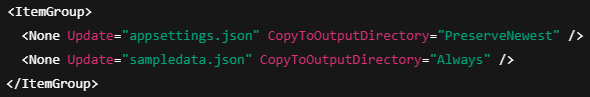 <ItemGroup>
  <None Update="appsettings.json" CopyToOutputDirectory="PreserveNewest" />
  <None Update="sampledata.json" CopyToOutputDirectory="Always" />
</ItemGroup>